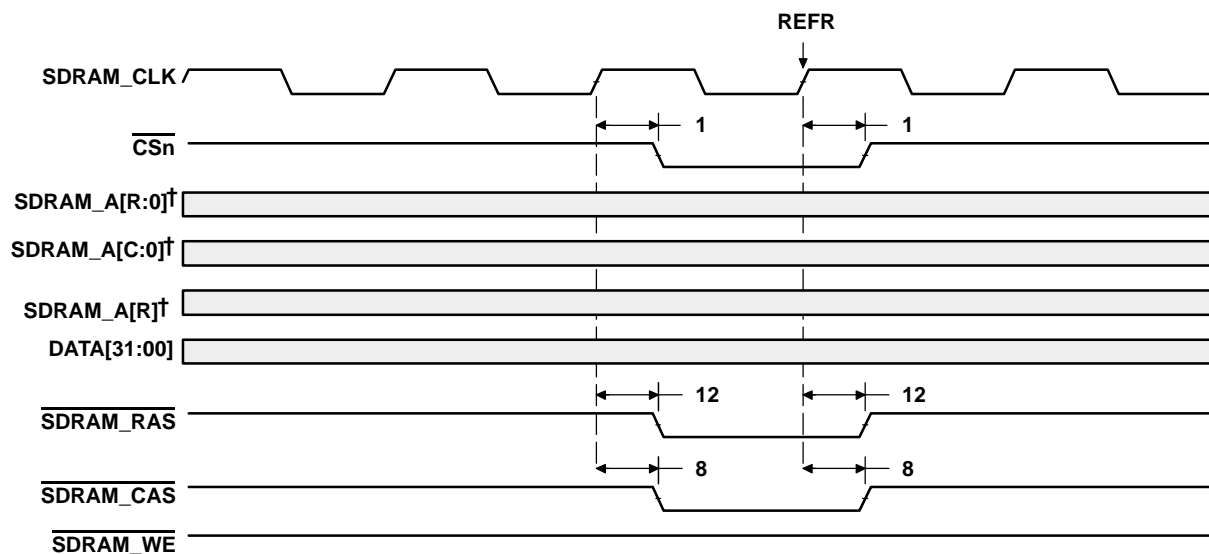 REFR
SDRAM_CLK
1 1
CSn
SDRAM_A[R:0]†
SDRAM_A[C:0]†
SDRAM_A[R]†
DATA[31:00]
12 12
SDRAM_RAS
8 8
SDRAM_CAS
SDRAM_WE